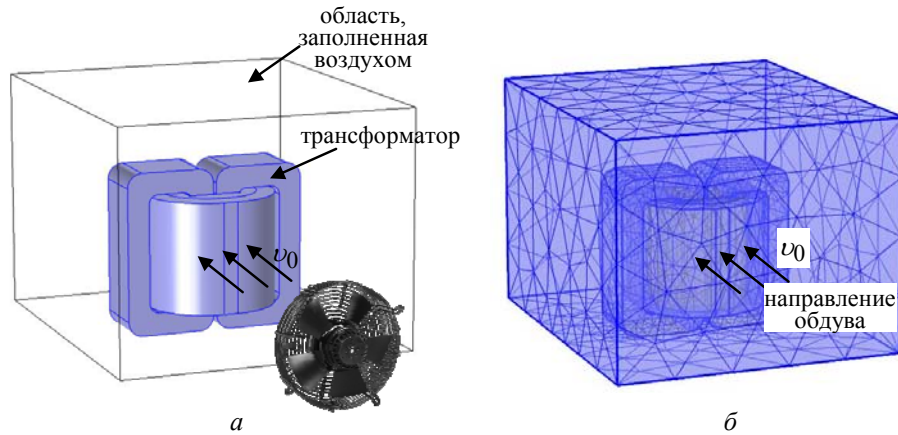 область,
заполненная
воздухом
трансформатор
υ0
υ0
направление
обдува
а
б